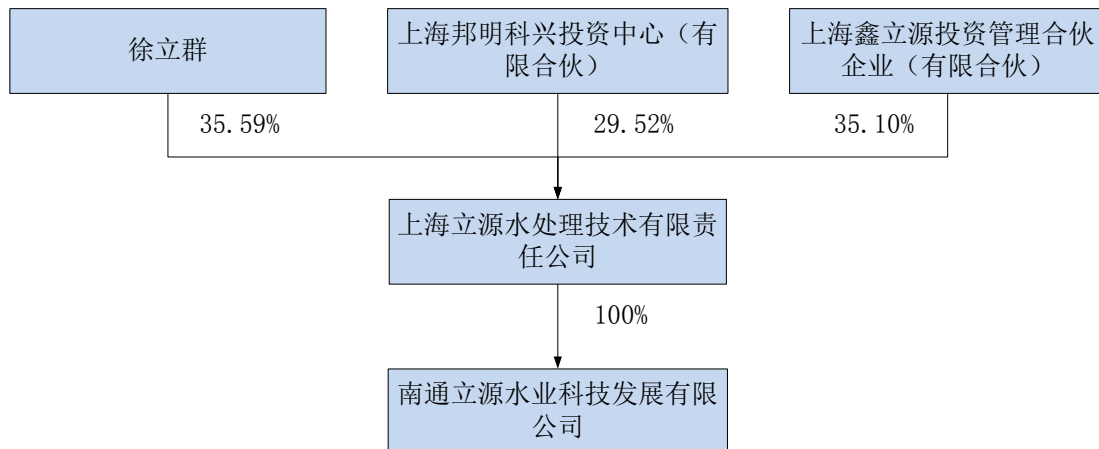 徐立群
上海邦明科兴投资中心（有
限合伙）
上海鑫立源投资管理合伙
企业（有限合伙）
35.59%
29.52%
35.10%
上海立源水处理技术有限责
任公司
100%
南通立源水业科技发展有限
公司